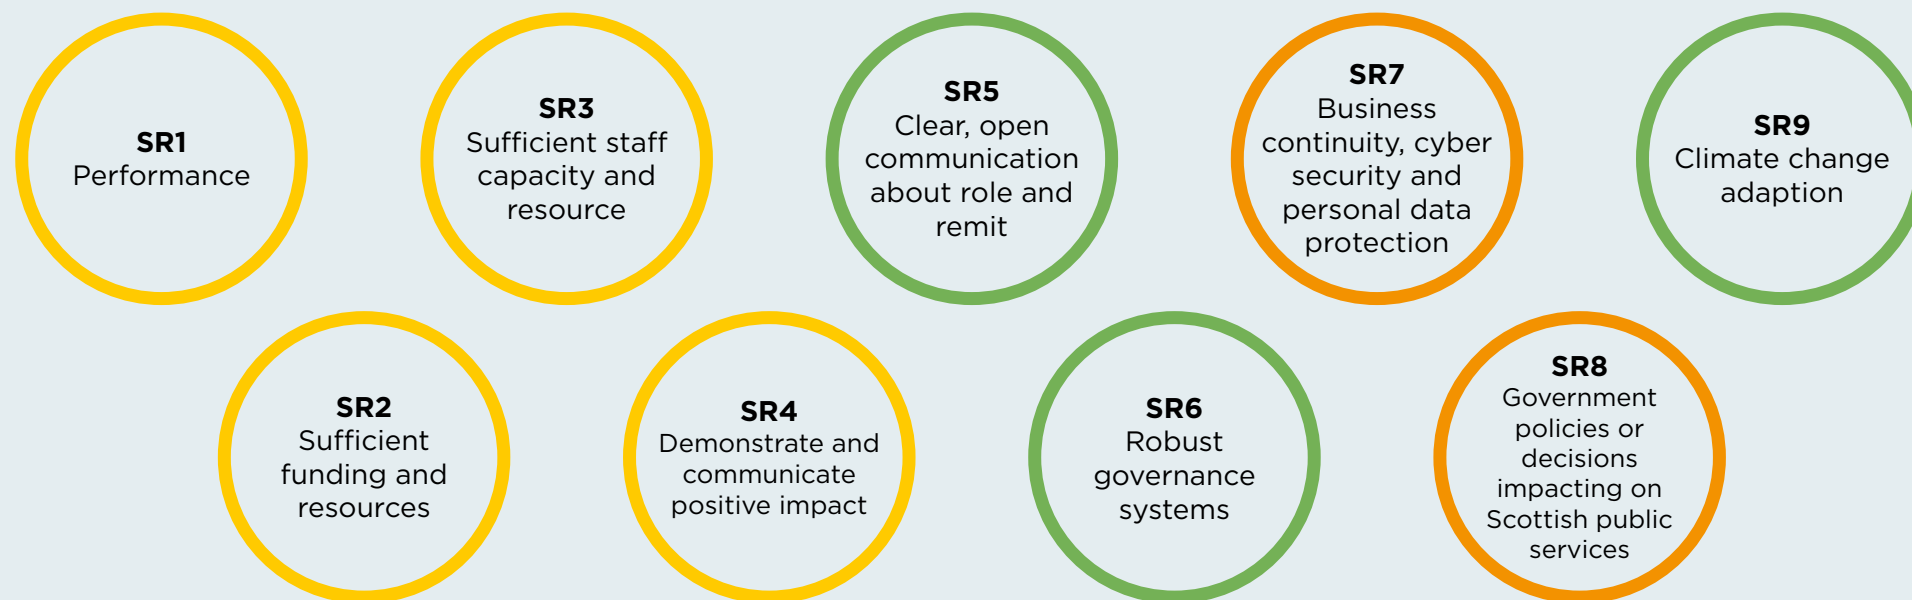 SR1
Performance
SR2
Sufficient
funding and
resources
SR3
Sufficient staff
capacity and
resource
SR4
Demonstrate and
communicate
positive impact
SR5
Clear, open
communication
about role and
remit
SR6
Robust
governance
systems
SR7
Business
continuity, cyber
security and
personal data
protection
SR8
Government
policies or
decisions
impacting on
Scottish public
services
SR9
Climate change
adaption